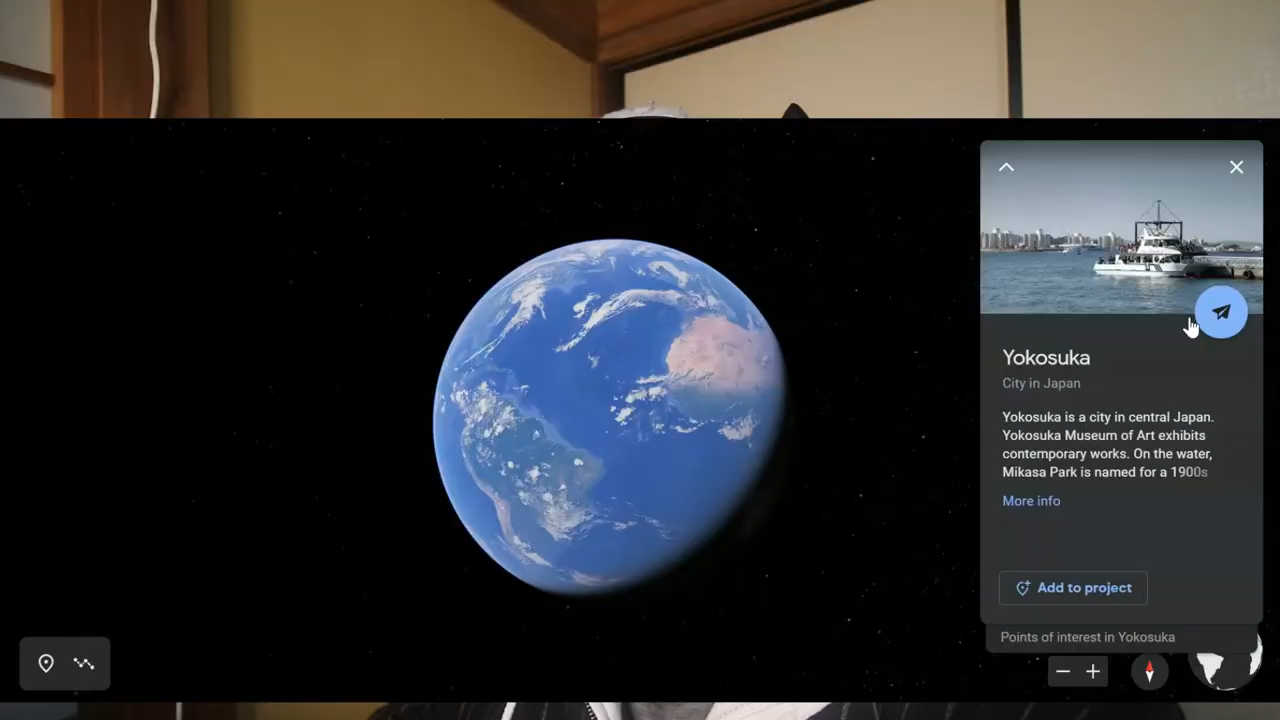 Yokosuka
City in Japan
Yokosuka is a city in central Japan.
Yokosuka Museum of Art exhibits
contemporary works. On the water,
Mikasa Park is named for a 1900s
More info
Add to project
Points of interest in Yokosuka